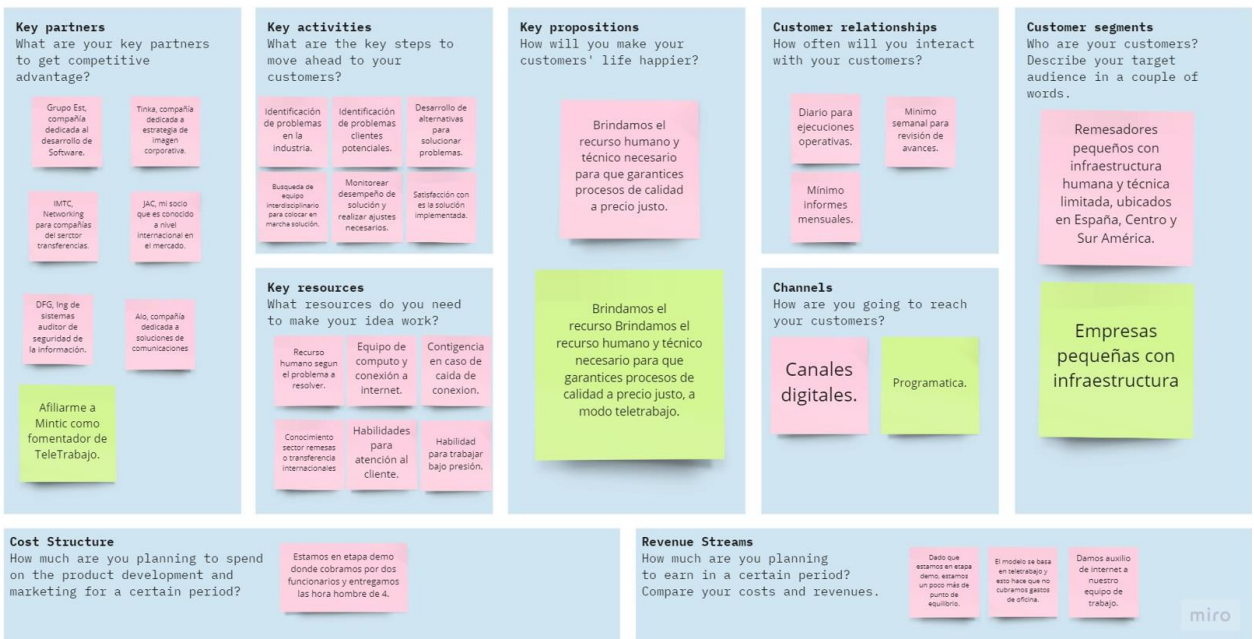 Key partners
What are your key partners
to get competitive
advantage?
Grupo Est,
compañía
dedicada al
desarrollo de
Software.
Tinka, compañía
dedicada a
estrategia de
imagen
corporativa.
IMTC,
Networking
para compañías
del serctor
transferencias.
JAC, mi socio
que es conocido
a nivel
internacional en
el mercado.
DFG, Ing de
sistemas
auditor de
seguridad de
la información.
Alo, compañía
dedicada a
soluciones de
comunicaciones
Afiliarme a
Mintic como
fomentador de
TeleTrabajo.
Key activities
What are the key steps to
move ahead to your
customers?
Identificación
de problemas
en la
industria.
Identificación
de problemas
clientes
potenciales.
Desarrollo de
alternativas
para
solucionar
problemas.
Busqueda de
equipo
interdisciplinario
para colocar en
marcha solución.
Monitorear
desempeño de
solución y
realizar ajustes
necesarios.
Satisfacción con
la solución
implementada.
Key resources
What resources do you need
to make your idea work?
Recurso
humano segun
el problema a
resolver.
Equipo de
computo y
conexión a
internet.
Contigencia
en caso de
caida de
conexion.
Conocimiento
sector remesas
o transferencia
internacionales
Habilidades
para
atención al
cliente.
Habilidad
para trabajar
bajo presión.
Key propositions
How will you make your
customers' life happier?
Brindamos el
recurso humano y
técnico necesario
para que garantices
procesos de calidad
a precio justo.
Brindamos el
recurso Brindamos el
recurso humano y técnico
necesario para que
garantices procesos de
calidad a precio justo, a
modo teletrabajo.
Customer relationships
How often will you interact
with your customers?
Diario para
ejecuciones
operativas.
Minimo
semanal para
revisión de
avances.
Mínimo
informes
mensuales.
Channels
How are you going to reach
your customers?
Canales
digitales.
Programatica.
Customer segments
Who are your customers?
Describe your target
audience in a couple of
words.
Remesadores
pequeños con
infraestructura
humana y técnica
limitada, ubicados
en España, Centro y
Sur América.
Empresas
pequeñas con
infraestructura
Cost Structure
How much are you planning to spend
on the product development and
marketing for a certain period?
Estamos en etapa demo
donde cobramos por dos
funcionarios y entregamos
las hora hombre de 4.
Revenue Streams
How much are you planning
to earn in a certain period?
Compare your costs and revenues.
Dado que
estamos en etapa
demo, estamos
un poco más de
punto de
equilibrio.
El modelo se basa
en teletrabajo y
esto hace que no
cubramos gastos
de oficina.
Damos auxilio
de internet a
nuestro
equipo de
trabajo.
miro